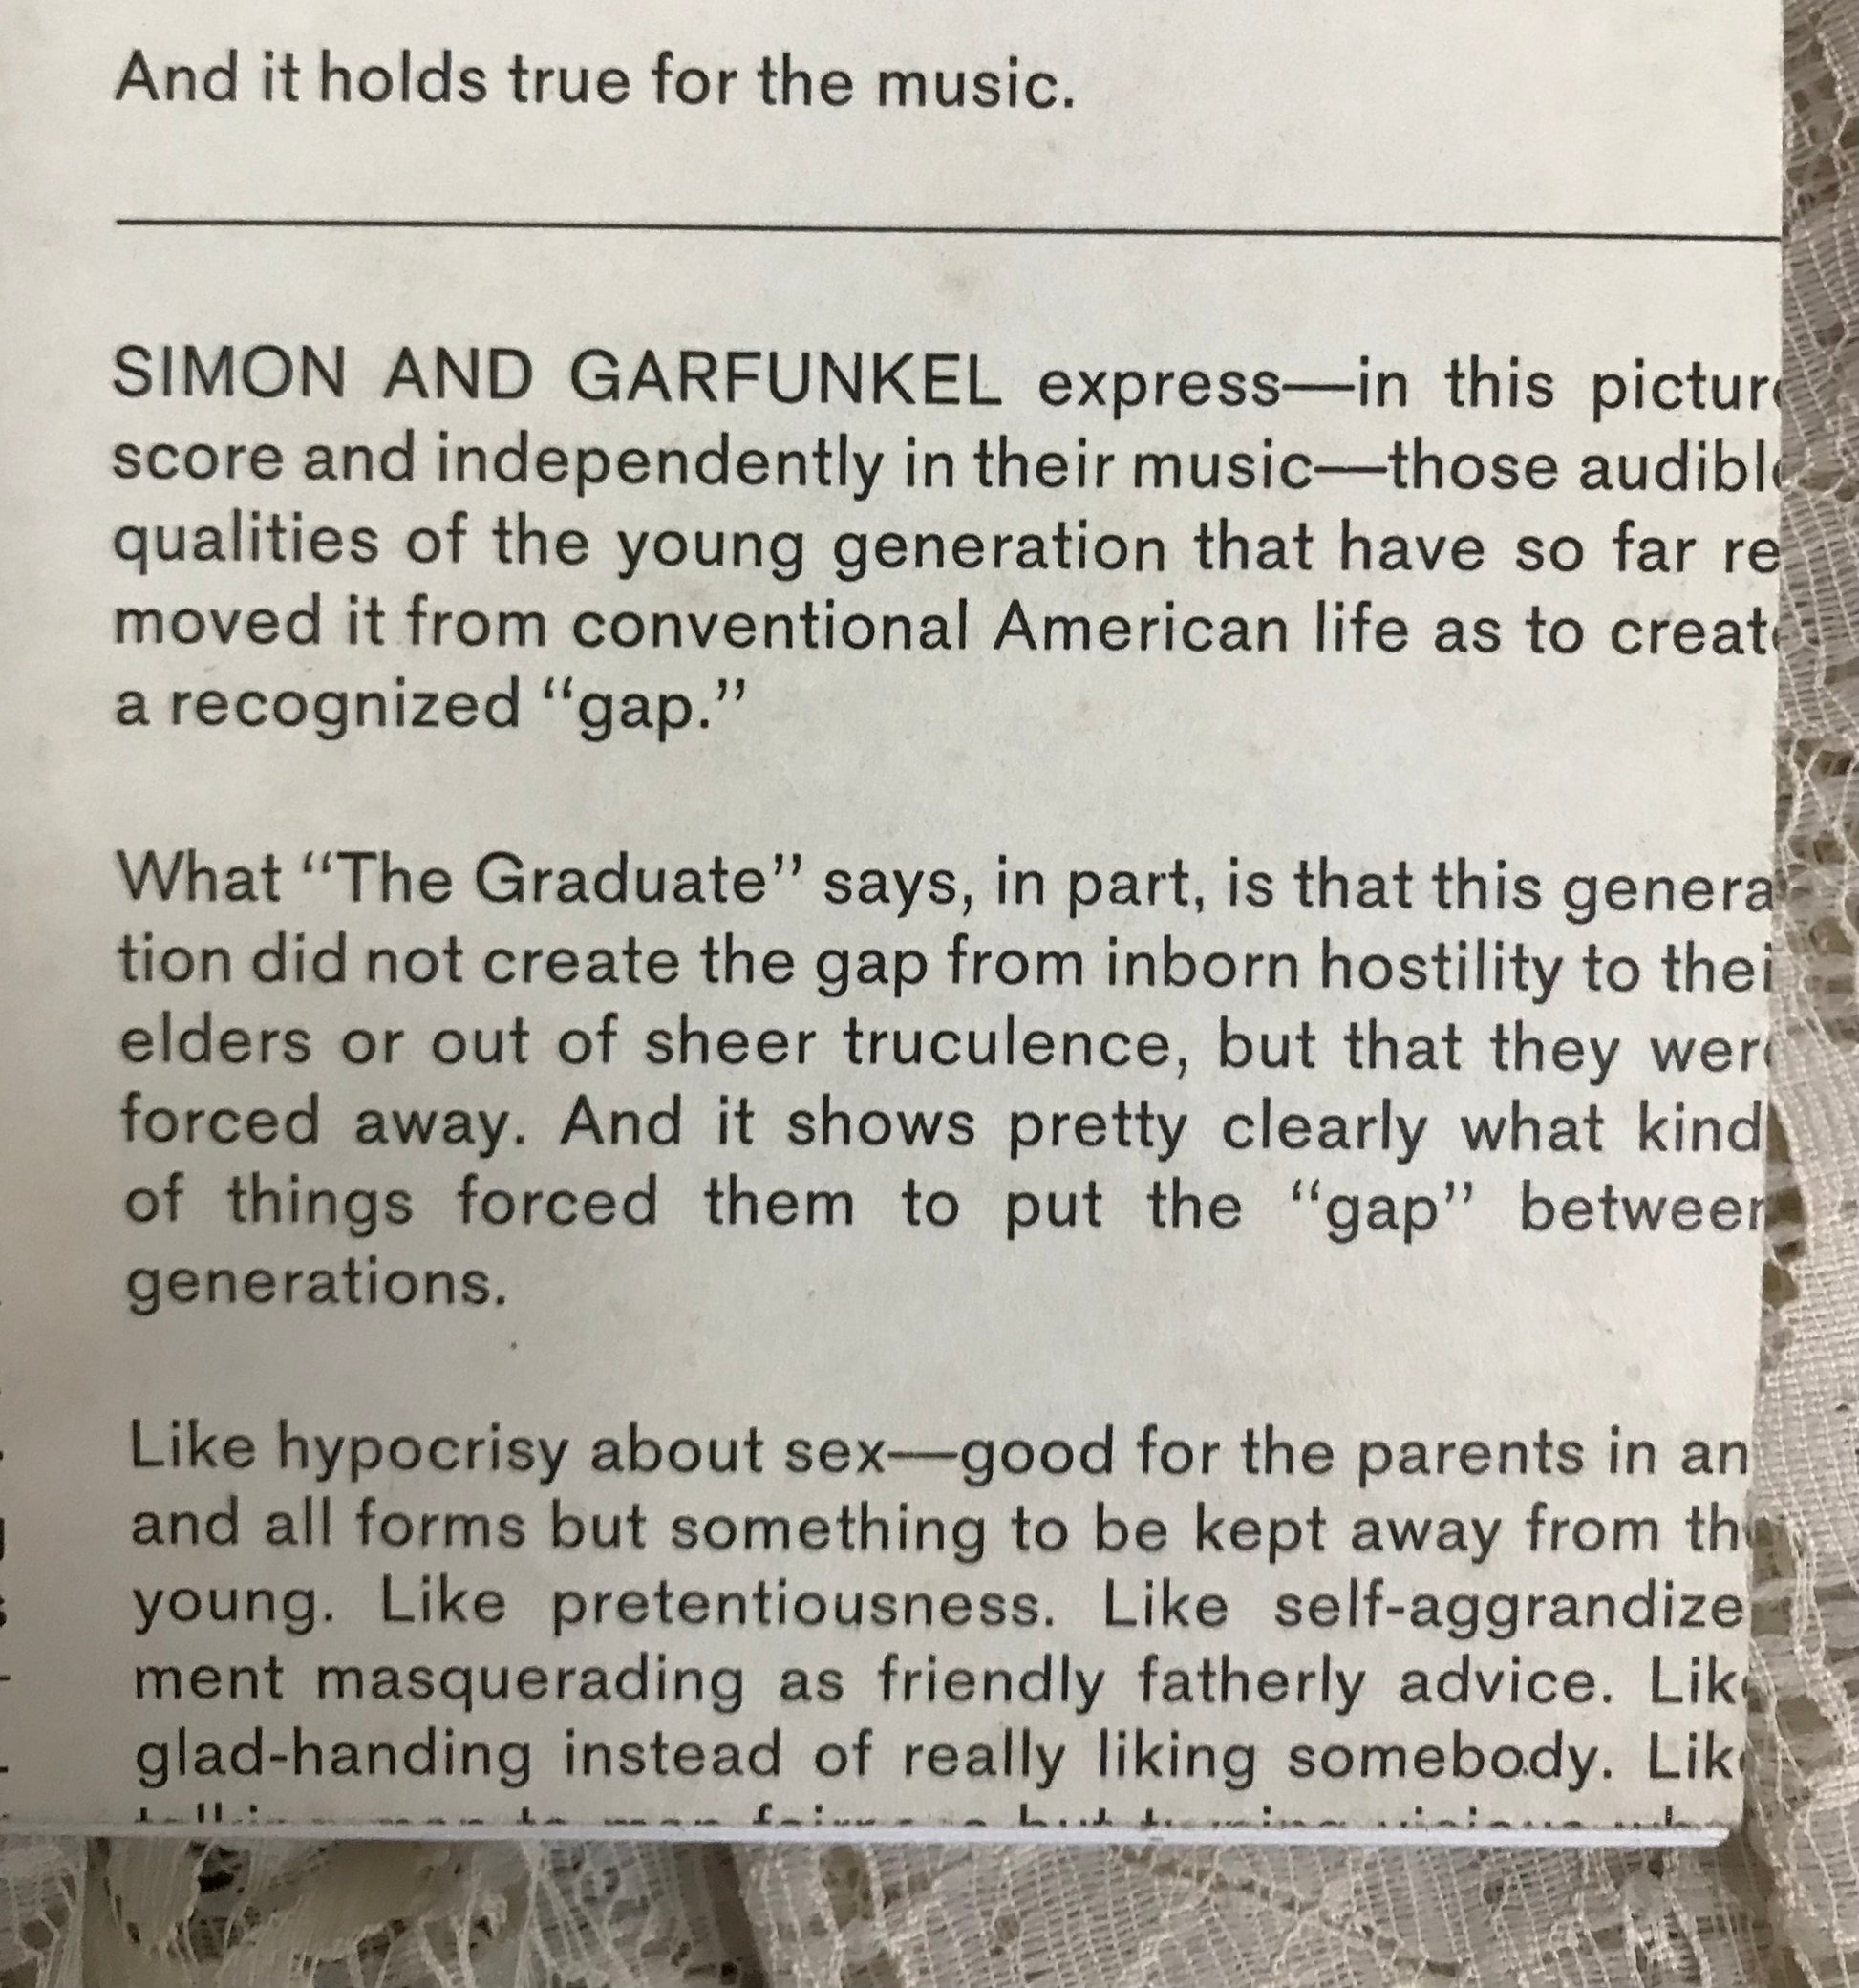 And it holds true for the music.
SIMON AND GARFUNKEL express—in this pictur
score and independently in their music—those audibl
qualities of the young generation that have so far re
moved it from conventional American life as to creat
a recognized “gap.”
What “The Graduate” says, in part, is that this genera
tion did not create the gap from inborn hostility to thei
elders or out of sheer truculence, but that they wer
forced away. And it shows pretty clearly what kind
of things forced them to put the “gap” between
generations.
Like hypocrisy about sex—good for the parents in an
and all forms but something to be kept away from th
young. Like pretentiousness. Like self-aggrandize
ment masquerading as friendly fatherly advice. Lik
glad-handing instead of really liking somebody. Lik